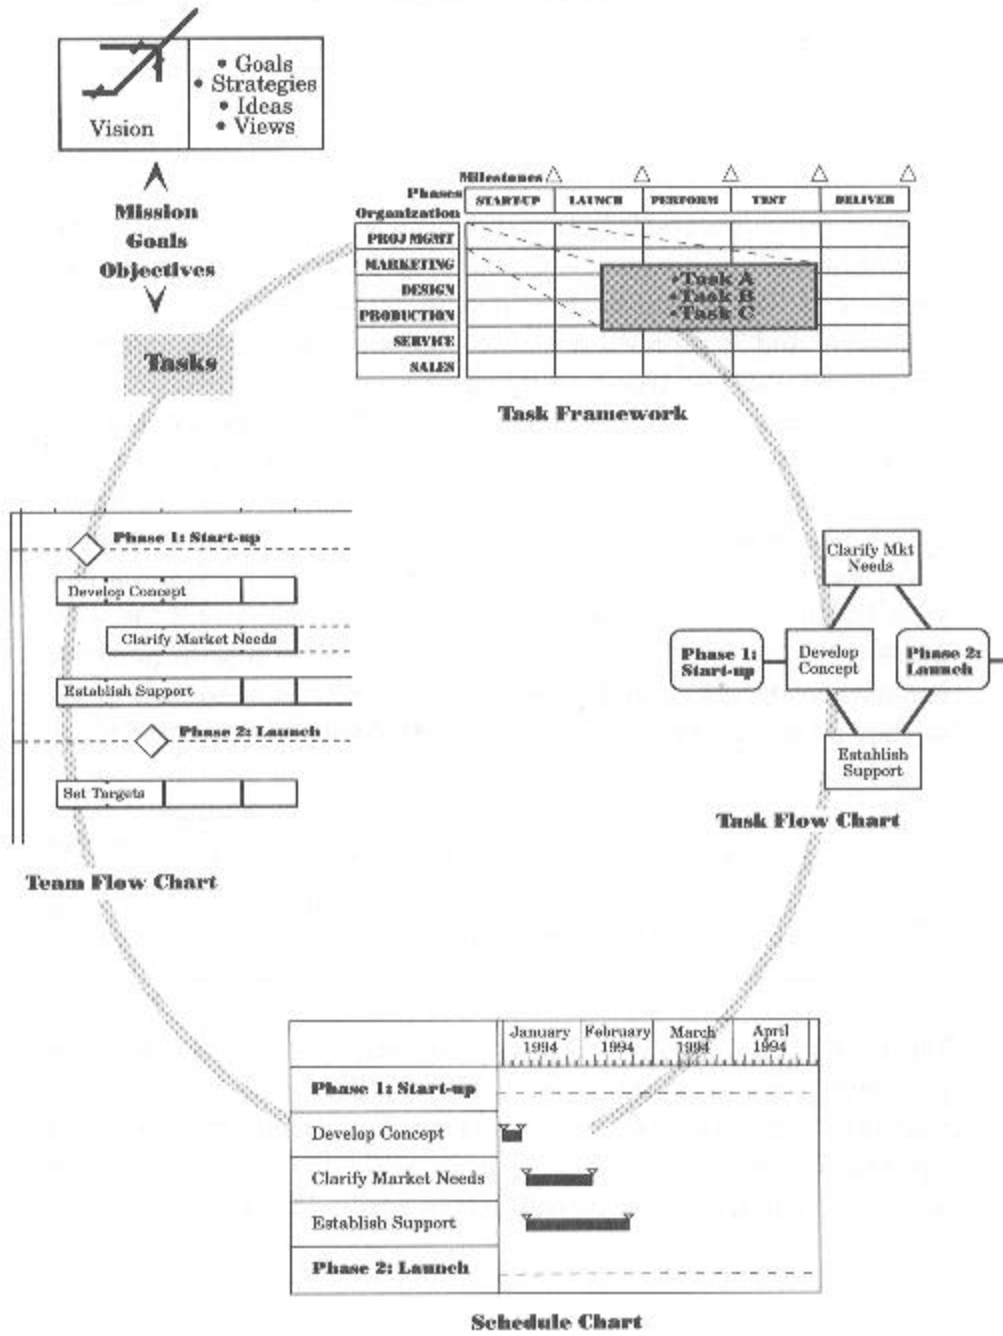 • Goals
• Strategies
• Ideas
• Views
Vision
Mission
Goals
Objectives
Tasks
Milestones
Phases
START-UP LAUNCH PERFORM TEST DELIVER
Organization
PROJ MGMT
MARKETING
DESIGN
PRODUCTION
SERVICE
SALES
•Task A
•Task B
•Task C
Task Framework
Phase 1: Start-up
Develop Concept
Clarify Market Needs
Establish Support
Phase 2: Launch
Set Targets
Team Flow Chart
Clarify Mkt
Needs
Phase 1:
Start-up
Develop
Concept
Phase 2:
Launch
Establish
Support
Task Flow Chart
January February March April
1994 1994 1994 1994
Phase 1: Start-up
Develop Concept
Clarify Market Needs
Establish Support
Phase 2: Launch
Schedule Chart